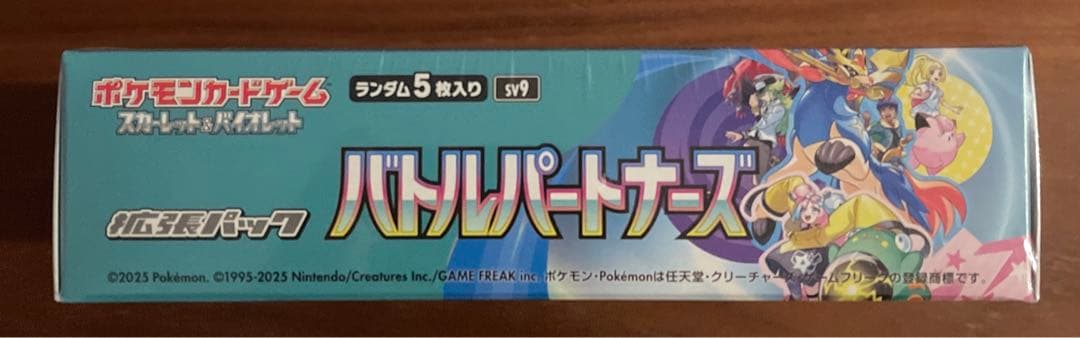 ポケモンカードゲーム
スカーレット&バイオレット
ランダム5枚入り SV9
拡張パック
バトルパートナーズ
©2025 Pokémon. ©1995-2025 Nintendo/Creatures Inc./GAME FREAK inc. ポケモン・Pokémonは任天堂・クリーチャーズ・ゲームフリークの登録商標です。